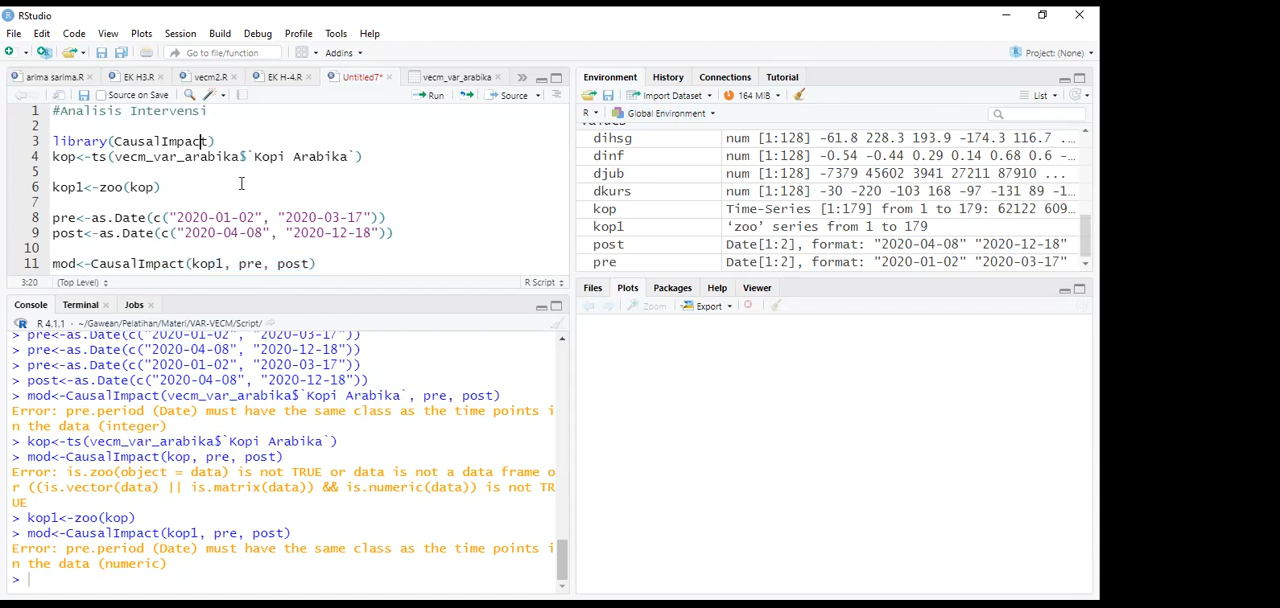 RStudio
File Edit Code View Plots Session Build Debug Profile Tools Help
Go to file/function Addins Project: (None)
arima sarima.R EK H3.R vecm2.R EK H-4.R Untitled7* vecm_var_arabika
Source on Save Run Source
1 #Analisis Intervensi
2
3 library(CausalImpact)
4 kop<-ts(vecm_var_arabika$`Kopi Arabika`)
5
6 kop1<-zoo(kop)
7
8 pre<-as.Date(c("2020-01-02", "2020-03-17"))
9 post<-as.Date(c("2020-04-08", "2020-12-18"))
10
11 mod<-CausalImpact(kop1, pre, post)
3:20 (Top Level) R Script
Console Terminal Jobs
R 4.1.1 · ~/Gawean/Pelatihan/Materi/VAR-VECM/Script/
> pre<-as.Date(c("2020-01-02", "2020-03-17"))
> pre<-as.Date(c("2020-04-08", "2020-12-18"))
> pre<-as.Date(c("2020-01-02", "2020-03-17"))
> post<-as.Date(c("2020-04-08", "2020-12-18"))
> mod<-CausalImpact(vecm_var_arabika$`Kopi Arabika`, pre, post)
Error: pre.period (Date) must have the same class as the time points i
n the data (integer)
> kop<-ts(vecm_var_arabika$`Kopi Arabika`)
> mod<-CausalImpact(kop, pre, post)
Error: is.zoo(object = data) is not TRUE or data is not a data frame o
r ((is.vector(data) || is.matrix(data)) && is.numeric(data)) is not TR
UE
> kop1<-zoo(kop)
> mod<-CausalImpact(kop1, pre, post)
Error: pre.period (Date) must have the same class as the time points i
n the data (numeric)
>
Environment History Connections Tutorial
Import Dataset 164 MiB List
R Global Environment
values
dihsg num [1:128] -61.8 228.3 193.9 -174.3 116.7 ...
dinf num [1:128] -0.54 -0.44 0.29 0.14 0.68 0.6 -...
djub num [1:128] -7379 45602 3941 27211 87910 ...
dkurs num [1:128] -30 -220 -103 168 -97 -131 89 -1...
kop Time-Series [1:179] from 1 to 179: 62122 609...
kop1 ‘zoo’ series from 1 to 179
post Date[1:2], format: "2020-04-08" "2020-12-18"
pre Date[1:2], format: "2020-01-02" "2020-03-17"
Files Plots Packages Help Viewer
Zoom Export